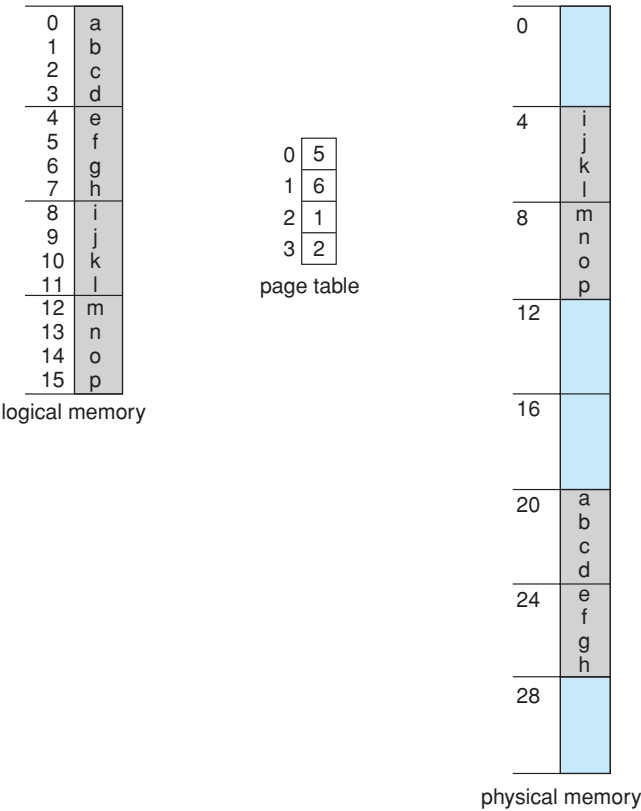 0 a
1 b
2 c
3 d
4 e
5 f
6 g
7 h
8 i
9 j
10 k
11 l
12 m
13 n
14 o
15 p
logical memory
0 5
1 6
2 1
3 2
page table
0
4 i
j
k
l
8 m
n
o
p
12
16
20 a
b
c
d
24 e
f
g
h
28
physical memory